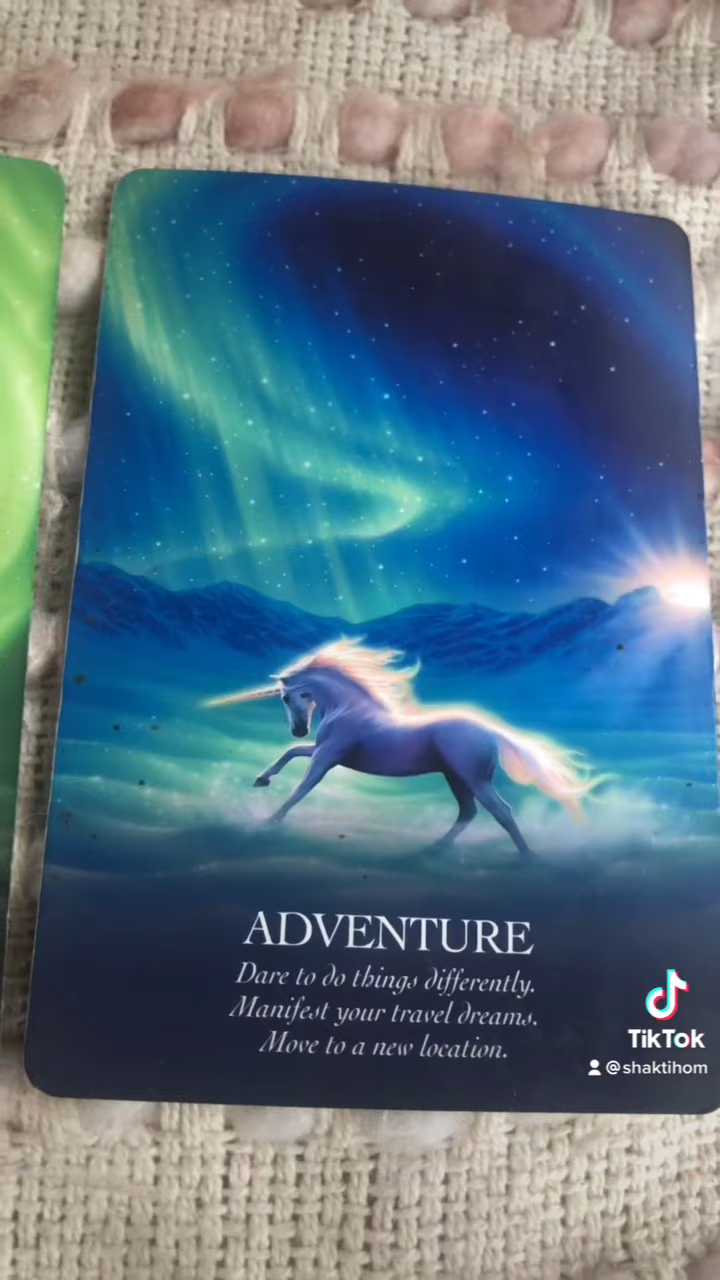 ADVENTURE
Dare to do things differently.
Manifest your travel dreams.
Move to a new location.
TikTok
@shaktihom